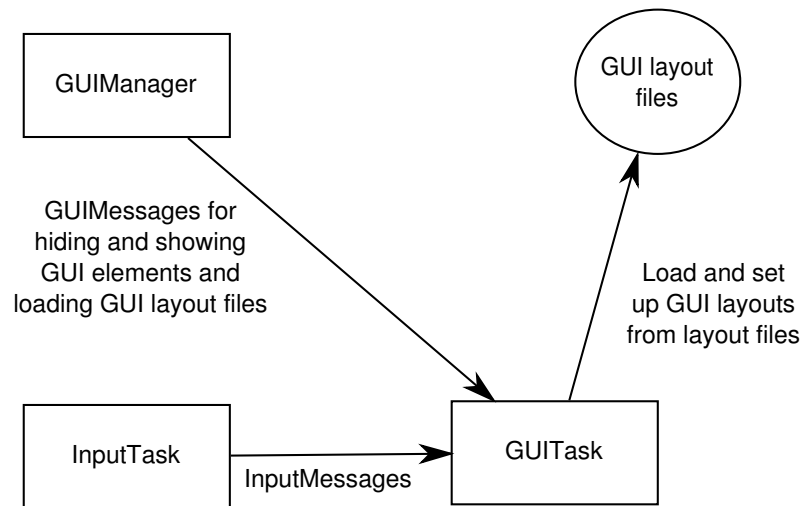 GUIManager
GUI layout
files
GUIMessages for
hiding and showing
GUI elements and
loading GUI layout files
Load and set
up GUI layouts
from layout files
InputTask
InputMessages
GUITask